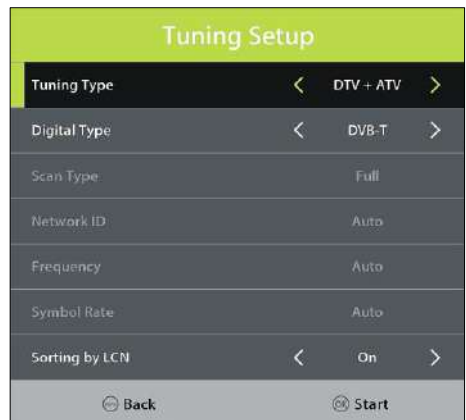 Tuning Setup
Tuning Type < DTV + ATV >
Digital Type < DVB-T >
Scan Type Full
Network ID Auto
Frequency Auto
Symbol Rate Auto
Sorting by LCN < On >
Back OK Start